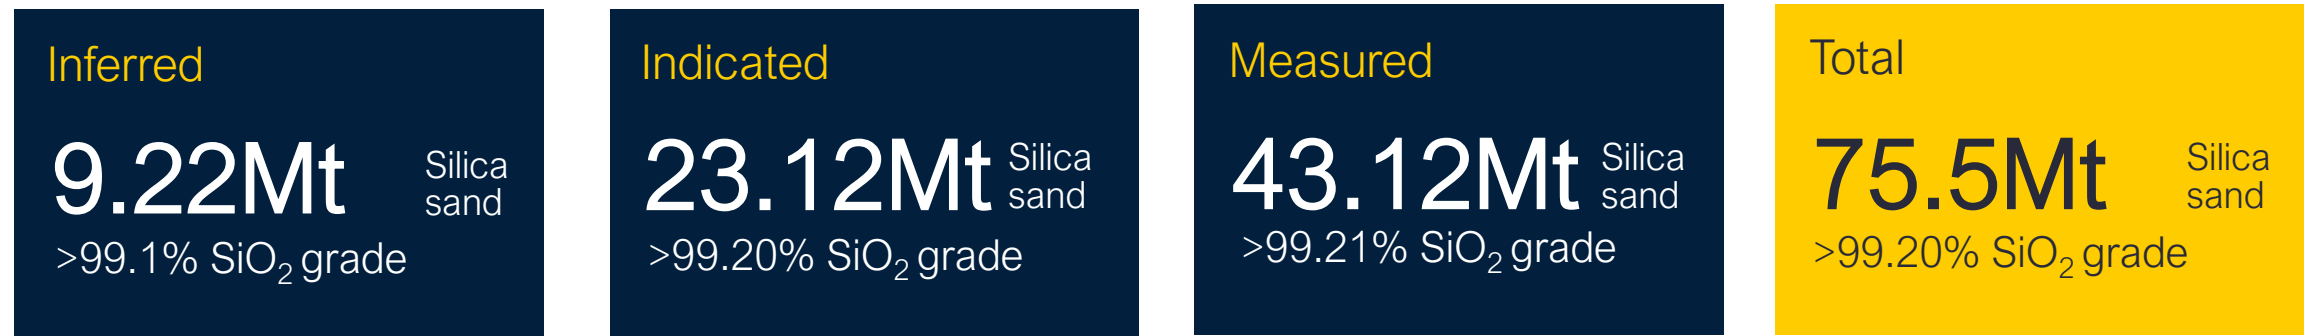 Inferred
9.22Mt
Silica
sand
>99.1% SiO₂ grade
Indicated
23.12Mt
Silica
sand
>99.20% SiO₂ grade
Measured
43.12Mt
Silica
sand
>99.21% SiO₂ grade
Total
75.5Mt
Silica
sand
>99.20% SiO₂ grade